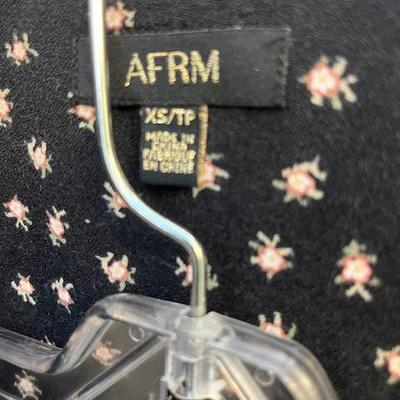 AFRM
XS/TP
MADE IN
CHINA
FABRIQUÉ
EN CHINE